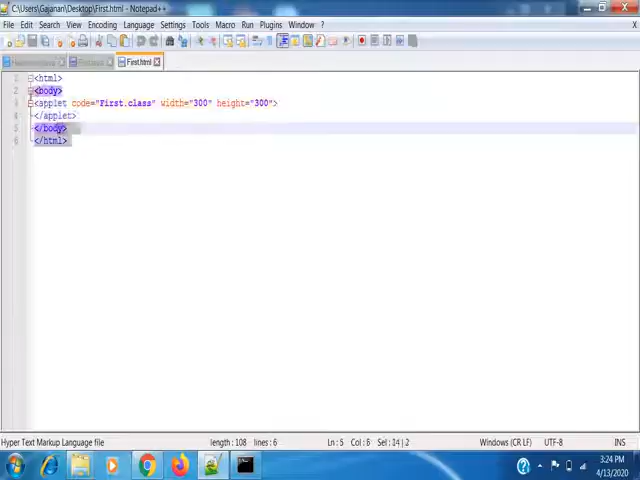 C:\Users\Gajanan\Desktop\First.html - Notepad++
File Edit Search View Encoding Language Settings Tools Macro Run Plugins Window ? X
First.html
1 <html>
2 <body>
3 <applet code="First.class" width="300" height="300">
4 </applet>
5 </body>
6 </html>
Hyper Text Markup Language file length : 108 lines : 6 Ln : 5 Col : 6 Sel : 14 | 2 Windows (CR LF) UTF-8 INS
3:24 PM
4/13/2020